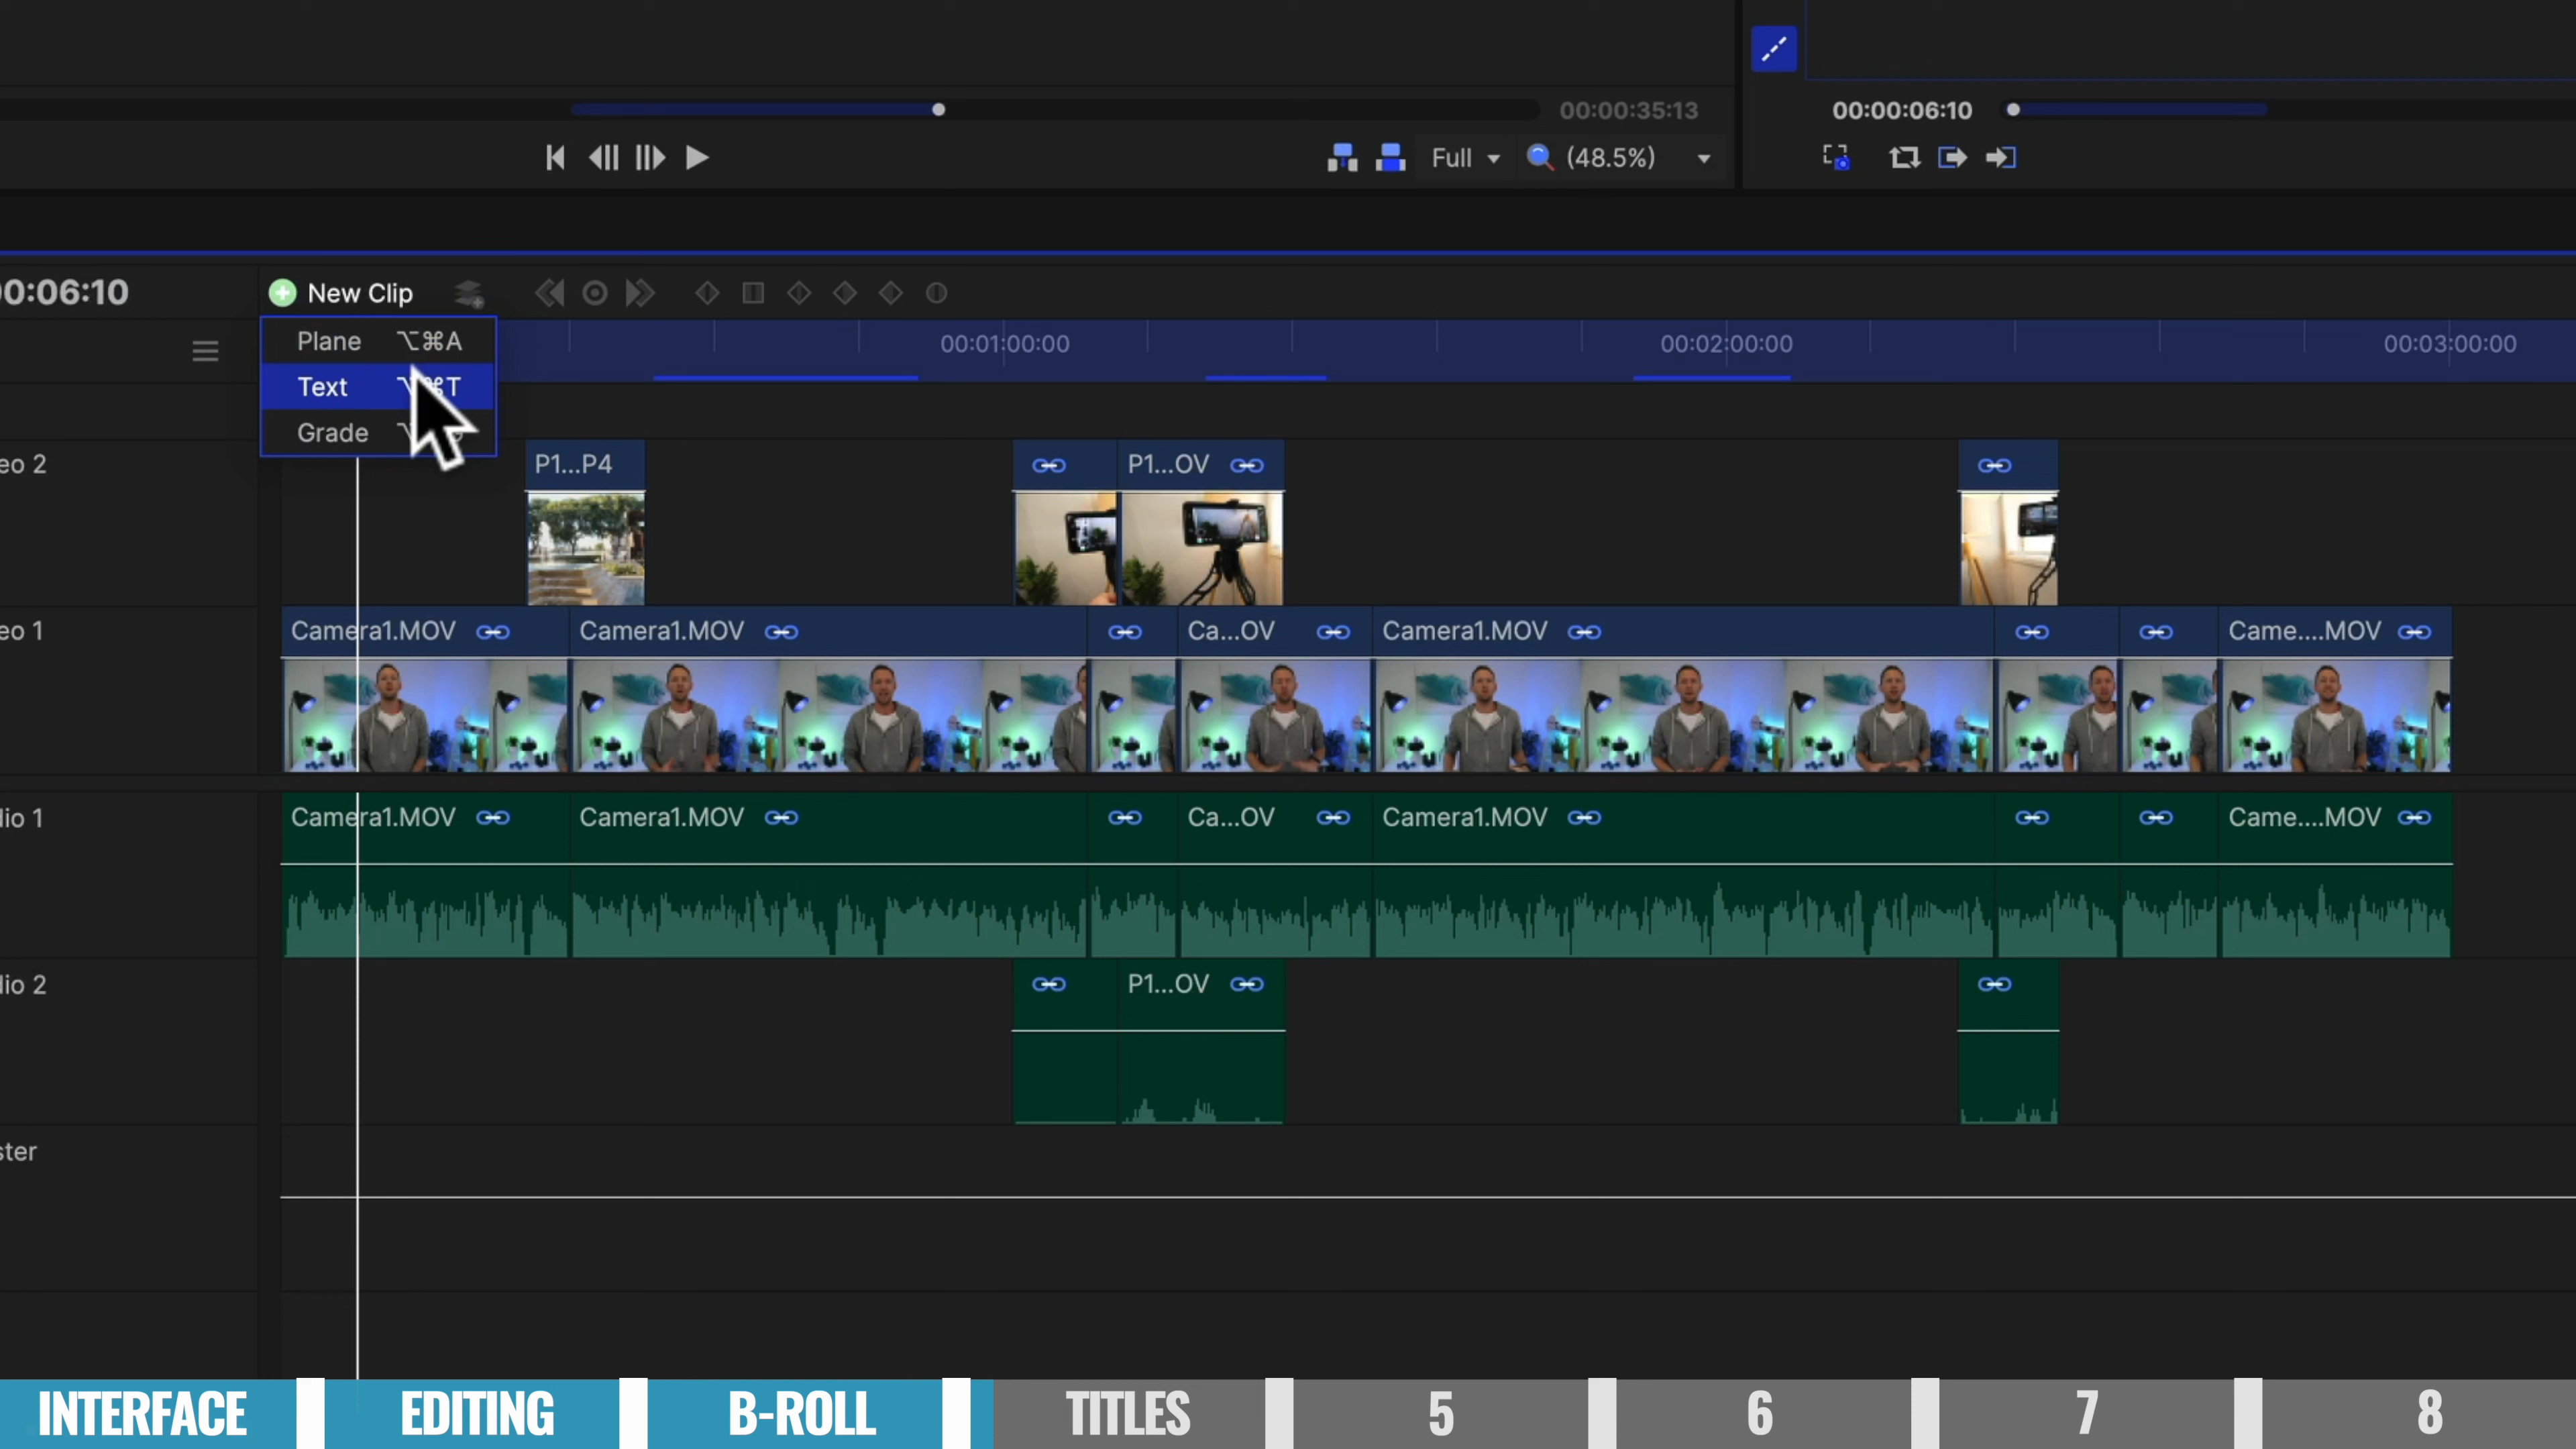 00:00:35:13
00:00:06:10
Full
(48.5%)
0:06:10
New Clip
Plane ⌥⌘A
Text ⌥⌘T
Grade
00:01:00:00
00:02:00:00
00:03:00:00
eo 2
P1...P4
P1...OV
eo 1
Camera1.MOV
Camera1.MOV
Ca...OV
Camera1.MOV
Came....MOV
lio 1
Camera1.MOV
Camera1.MOV
Ca...OV
Camera1.MOV
Came....MOV
lio 2
P1...OV
ster
INTERFACE
EDITING
B-ROLL
TITLES
5
6
7
8